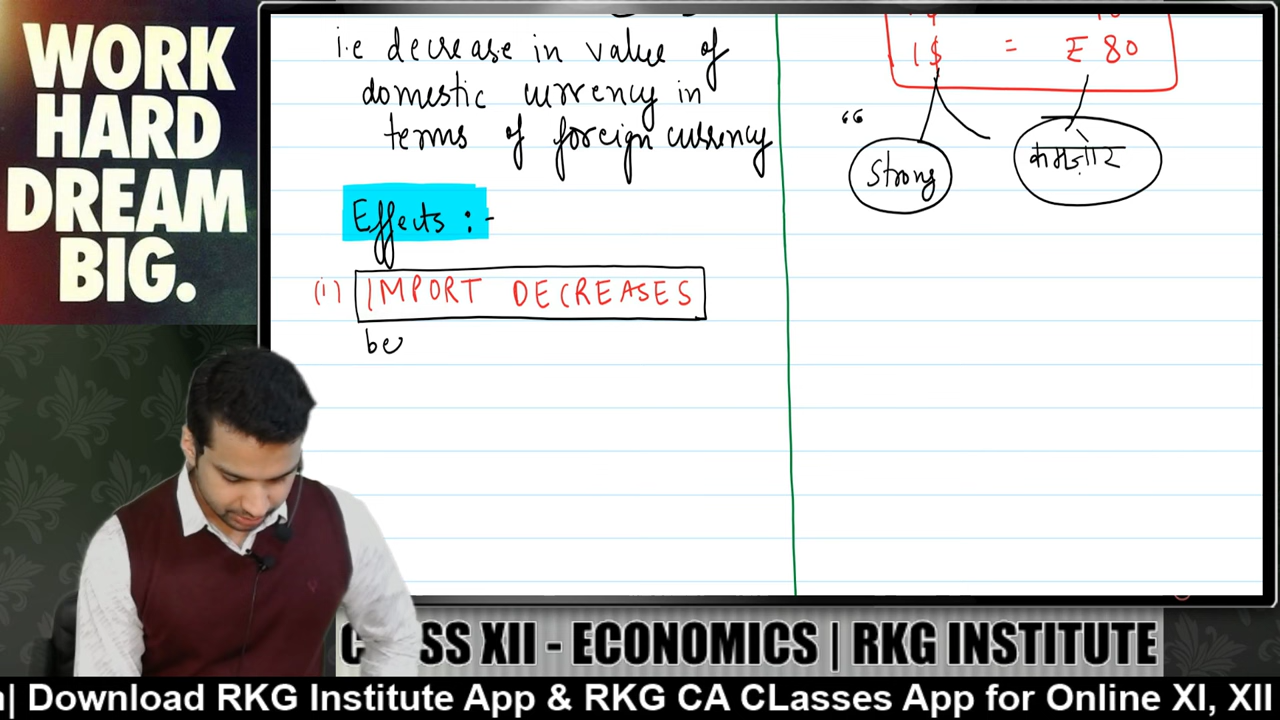 WORK
HARD
DREAM
BIG.
i.e decrease in value of
domestic currency in
terms of foreign currency
Effects :-
(i) IMPORT DECREASES
be
1$ = ₹ 80
“
Strong
कमज़ोर
SS XII - ECONOMICS | RKG INSTITUTE
| Download RKG Institute App & RKG CA CLasses App for Online XI, XII